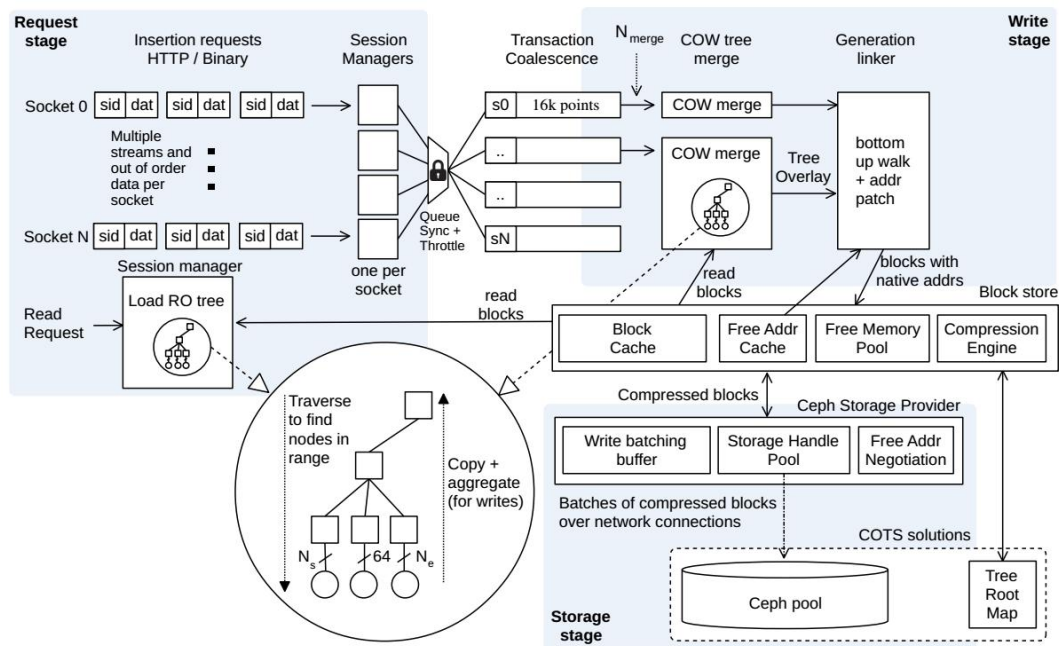 Request
stage
Insertion requests
HTTP / Binary
Session
Managers
Transaction
Coalescence
N merge
COW tree
merge
Generation
linker
Write
stage
Socket 0
sid dat sid dat sid dat
s0 16k points
COW merge
Multiple
streams and
out of order
data per
socket
..
COW merge
Tree
Overlay
bottom
up walk
+ addr
patch
..
Queue
Sync +
Throttle
Socket N
sid dat sid dat sid dat
sN
one per
socket
Session manager
Load RO tree
Read
Request
read
blocks
read
blocks
blocks with
native addrs
Block store
Block
Cache
Free Addr
Cache
Free Memory
Pool
Compression
Engine
Compressed blocks
Ceph Storage Provider
Write batching
buffer
Storage Handle
Pool
Free Addr
Negotiation
Traverse
to find
nodes in
range
Copy +
aggregate
(for writes)
Ns 64 Ne
Batches of compressed blocks
over network connections
COTS solutions
Ceph pool
Tree
Root
Map
Storage
stage